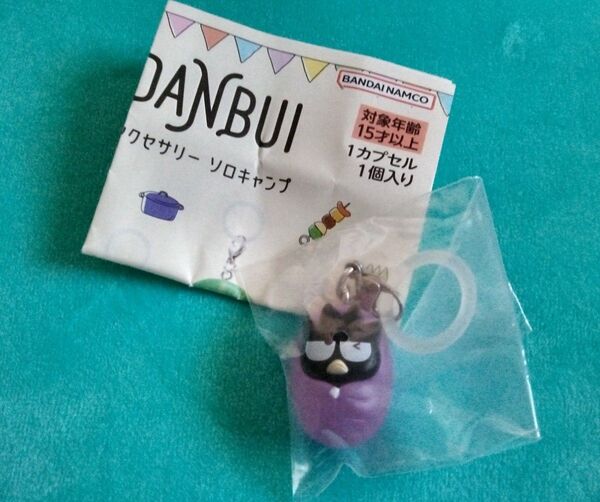 DANBUI
BANDAI NAMCO
クセサリー ソロキャンプ
対象年齢
15才以上
1カプセル
1個入り